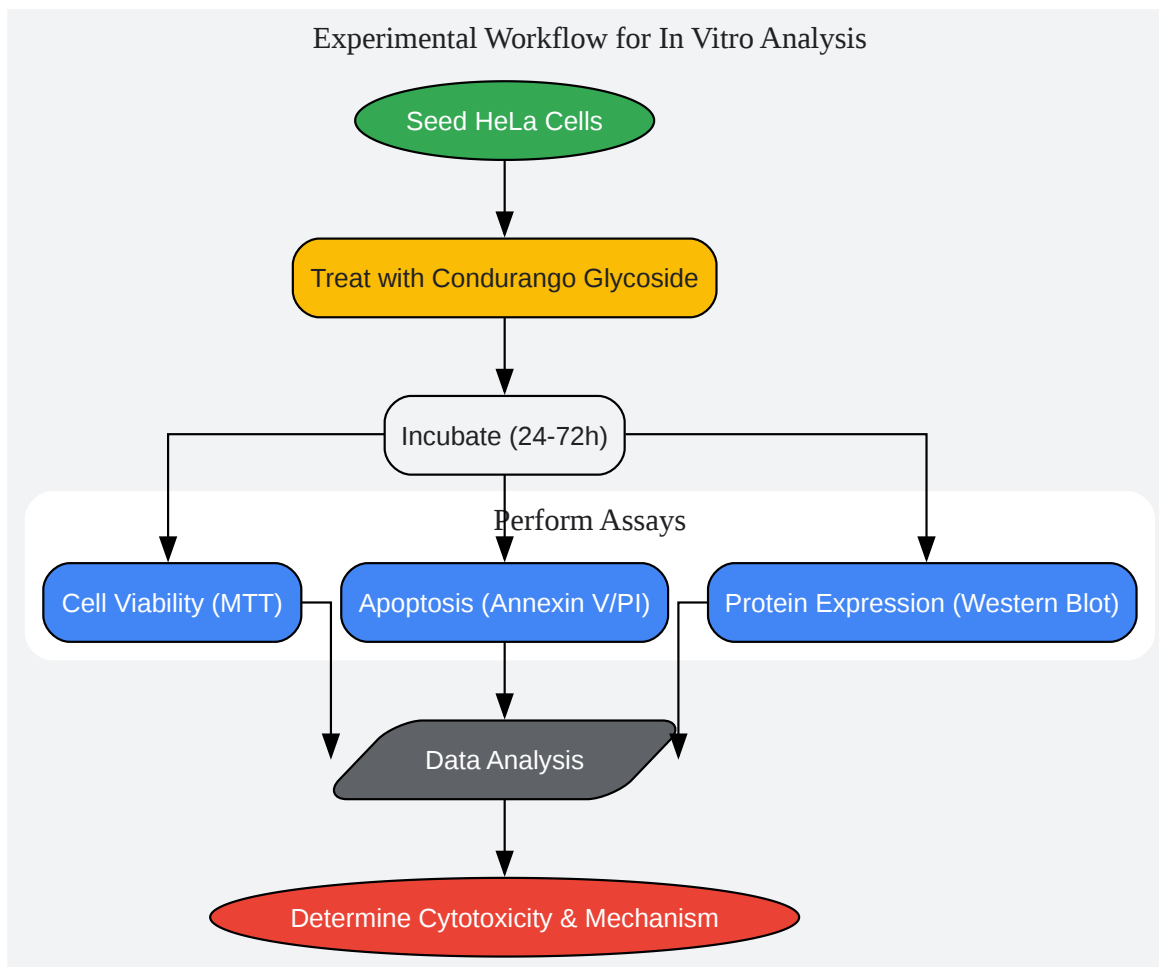 Experimental Workflow for In Vitro Analysis
Seed HeLa Cells
Treat with Condurango Glycoside
Incubate (24-72h)
Perform Assays
Cell Viability (MTT)
Apoptosis (Annexin V/PI)
Protein Expression (Western Blot)
Data Analysis
Determine Cytotoxicity & Mechanism